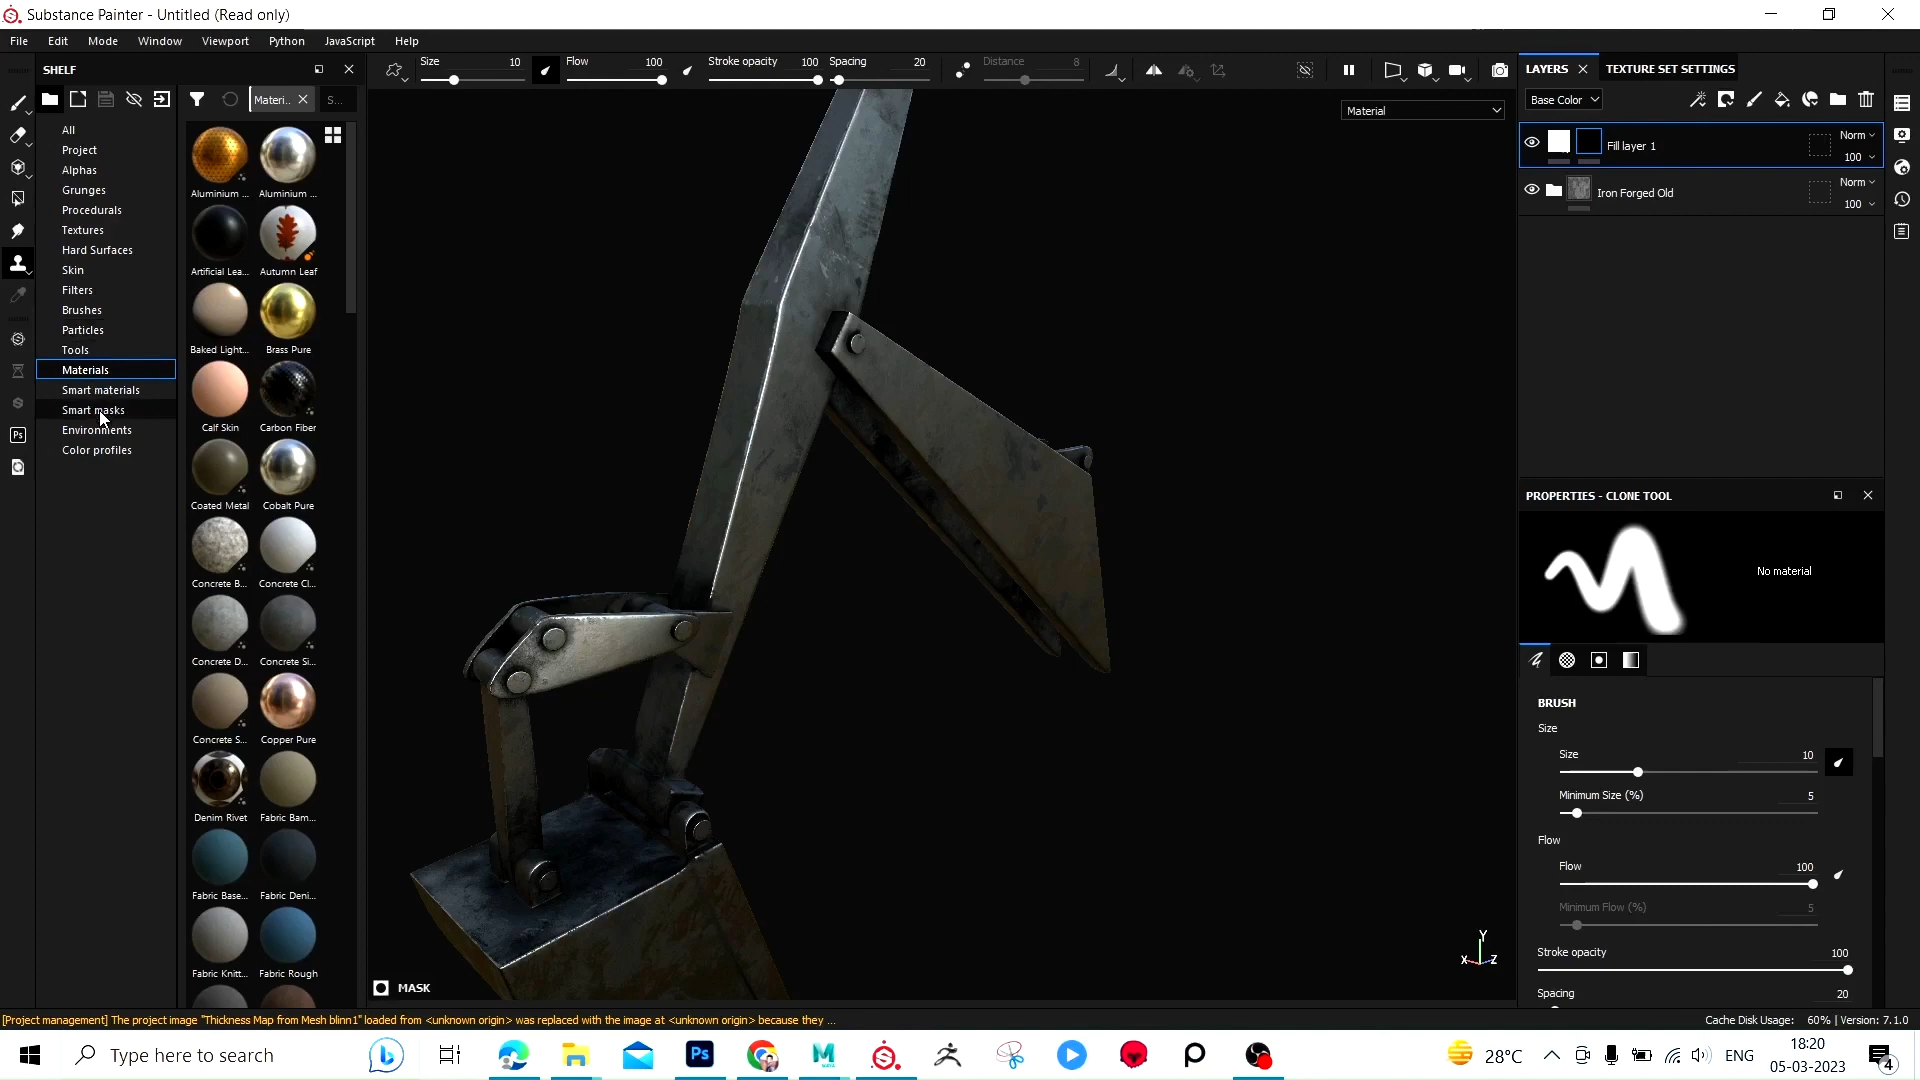 Substance Painter - Untitled (Read only)
File Edit Mode Window Viewport Python JavaScript Help
SHELF
Size 10 Flow 100 Stroke opacity 100 Spacing 20 Distance 8
LAYERS TEXTURE SET SETTINGS
Materi.. S...
Base Color
Material
All
Project
Alphas
Grunges
Procedurals
Textures
Hard Surfaces
Skin
Filters
Brushes
Particles
Tools
Materials
Smart materials
Smart masks
Environments
Color profiles
Aluminium ... Aluminium ...
Artificial Lea... Autumn Leaf
Baked Light... Brass Pure
Calf Skin Carbon Fiber
Coated Metal Cobalt Pure
Concrete B... Concrete Cl...
Concrete D... Concrete Si...
Concrete S... Copper Pure
Denim Rivet Fabric Bam...
Fabric Base... Fabric Deni...
Fabric Knitt... Fabric Rough
Fill layer 1 Norm 100
Iron Forged Old Norm 100
PROPERTIES - CLONE TOOL
No material
BRUSH
Size
Size 10
Minimum Size (%) 5
Flow
Flow 100
Minimum Flow (%) 5
Stroke opacity 100
Spacing 20
Y
X Z
MASK
Ps
[Project management] The project image "Thickness Map from Mesh blinn1" loaded from <unknown origin> was replaced with the image at <unknown origin> because they ...
Cache Disk Usage: 60% | Version: 7.1.0
Type here to search
Ps
28°C
ENG
18:20
05-03-2023
4